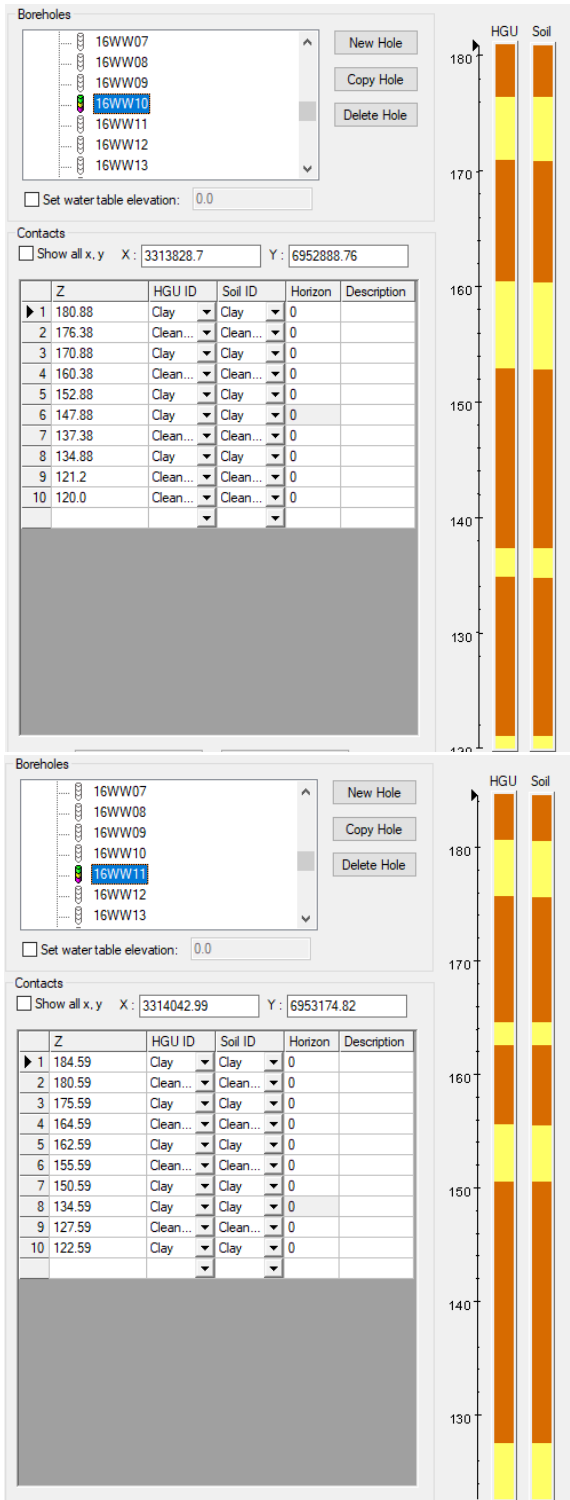 Boreholes
HGU Soil
16WW07
16WW08
16WW09
16WW10
16WW11
16WW12
16WW13
New Hole
Copy Hole
Delete Hole
Set water table elevation: 0.0
Contacts
Show all x, y X : 3313828.7 Y : 6952888.76
Z HGU ID Soil ID Horizon Description
1 180.88 Clay Clay 0
2 176.38 Clean... Clean... 0
3 170.88 Clay Clay 0
4 160.38 Clean... Clean... 0
5 152.88 Clay Clay 0
6 147.88 Clay Clay 0
7 137.38 Clean... Clean... 0
8 134.88 Clay Clay 0
9 121.2 Clean... Clean... 0
10 120.0 Clean... Clean... 0
180
170
160
150
140
130
Boreholes
HGU Soil
16WW07
16WW08
16WW09
16WW10
16WW11
16WW12
16WW13
New Hole
Copy Hole
Delete Hole
Set water table elevation: 0.0
Contacts
Show all x, y X : 3314042.99 Y : 6953174.82
Z HGU ID Soil ID Horizon Description
1 184.59 Clay Clay 0
2 180.59 Clean... Clean... 0
3 175.59 Clay Clay 0
4 164.59 Clean... Clean... 0
5 162.59 Clay Clay 0
6 155.59 Clean... Clean... 0
7 150.59 Clay Clay 0
8 134.59 Clay Clay 0
9 127.59 Clean... Clean... 0
10 122.59 Clay Clay 0
180
170
160
150
140
130